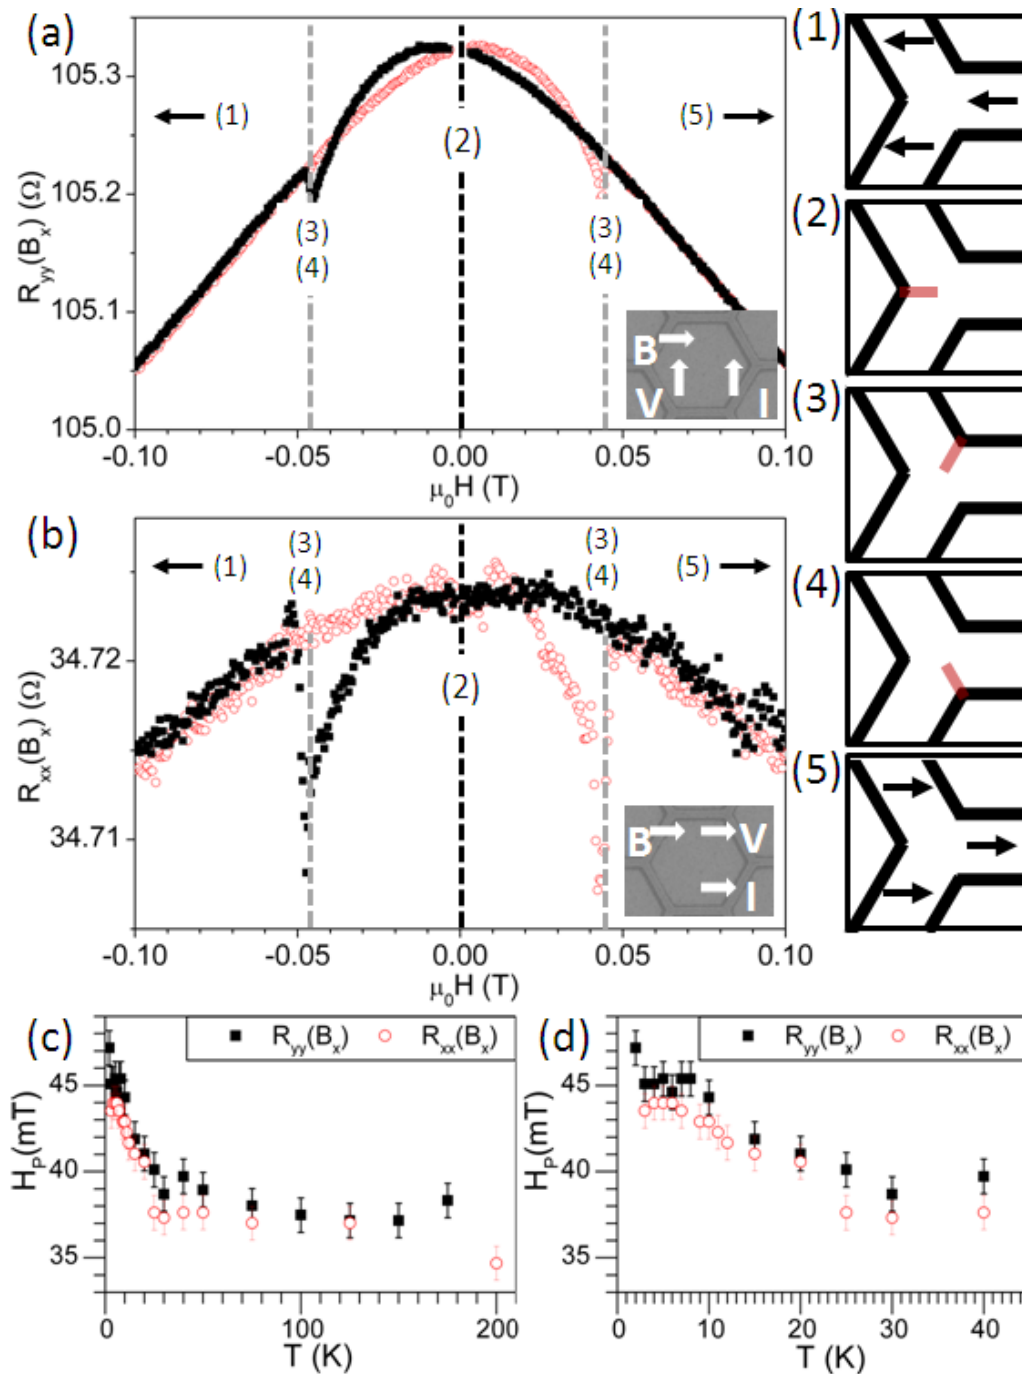 (a)
R_yy(B_x) (Ω)
105.3
105.2
105.1
105.0
(1)
(2)
(5)
(3)
(4)
(3)
(4)
B
V
I
-0.10
-0.05
0.00
0.05
0.10
μ_0H (T)
(b)
R_xx(B_x) (Ω)
34.72
34.71
(1)
(3)
(4)
(2)
(3)
(4)
(5)
B
V
I
-0.10
-0.05
0.00
0.05
0.10
μ_0H (T)
(1)
(2)
(3)
(4)
(5)
(c)
R_yy(B_x)
R_xx(B_x)
H_P(mT)
45
40
35
0
100
200
T (K)
(d)
R_yy(B_x)
R_xx(B_x)
H_P(mT)
45
40
35
0
10
20
30
40
T (K)